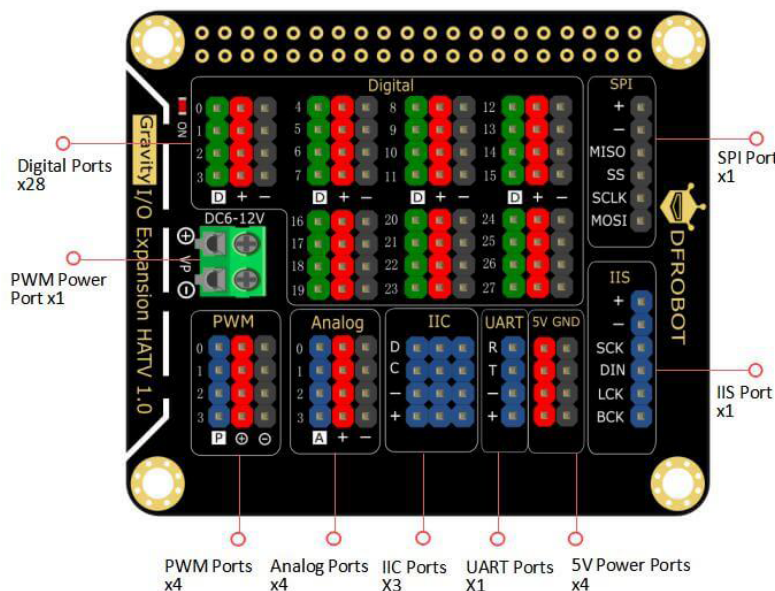 Digital
SPI
0
1
2
3
ON
D + −
4
5
6
7
D + −
8
9
10
11
D + −
12
13
14
15
D + −
+
−
MISO
SS
SCLK
MOSI
Digital Ports
x28
SPI Port
x1
Gravity I/O Expansion HAT V 1.0
DFROBOT
DC6-12V
+ VP −
16
17
18
19
20
21
22
23
24
25
26
27
PWM Power
Port x1
PWM
0
1
2
3
P + −
Analog
0
1
2
3
A + −
IIC
D
C
−
+
UART
R
T
−
+
5V GND
IIS
+
−
SCK
DIN
LCK
BCK
IIS Port
x1
PWM Ports
x4
Analog Ports
x4
IIC Ports
X3
UART Ports
X1
5V Power Ports
x4